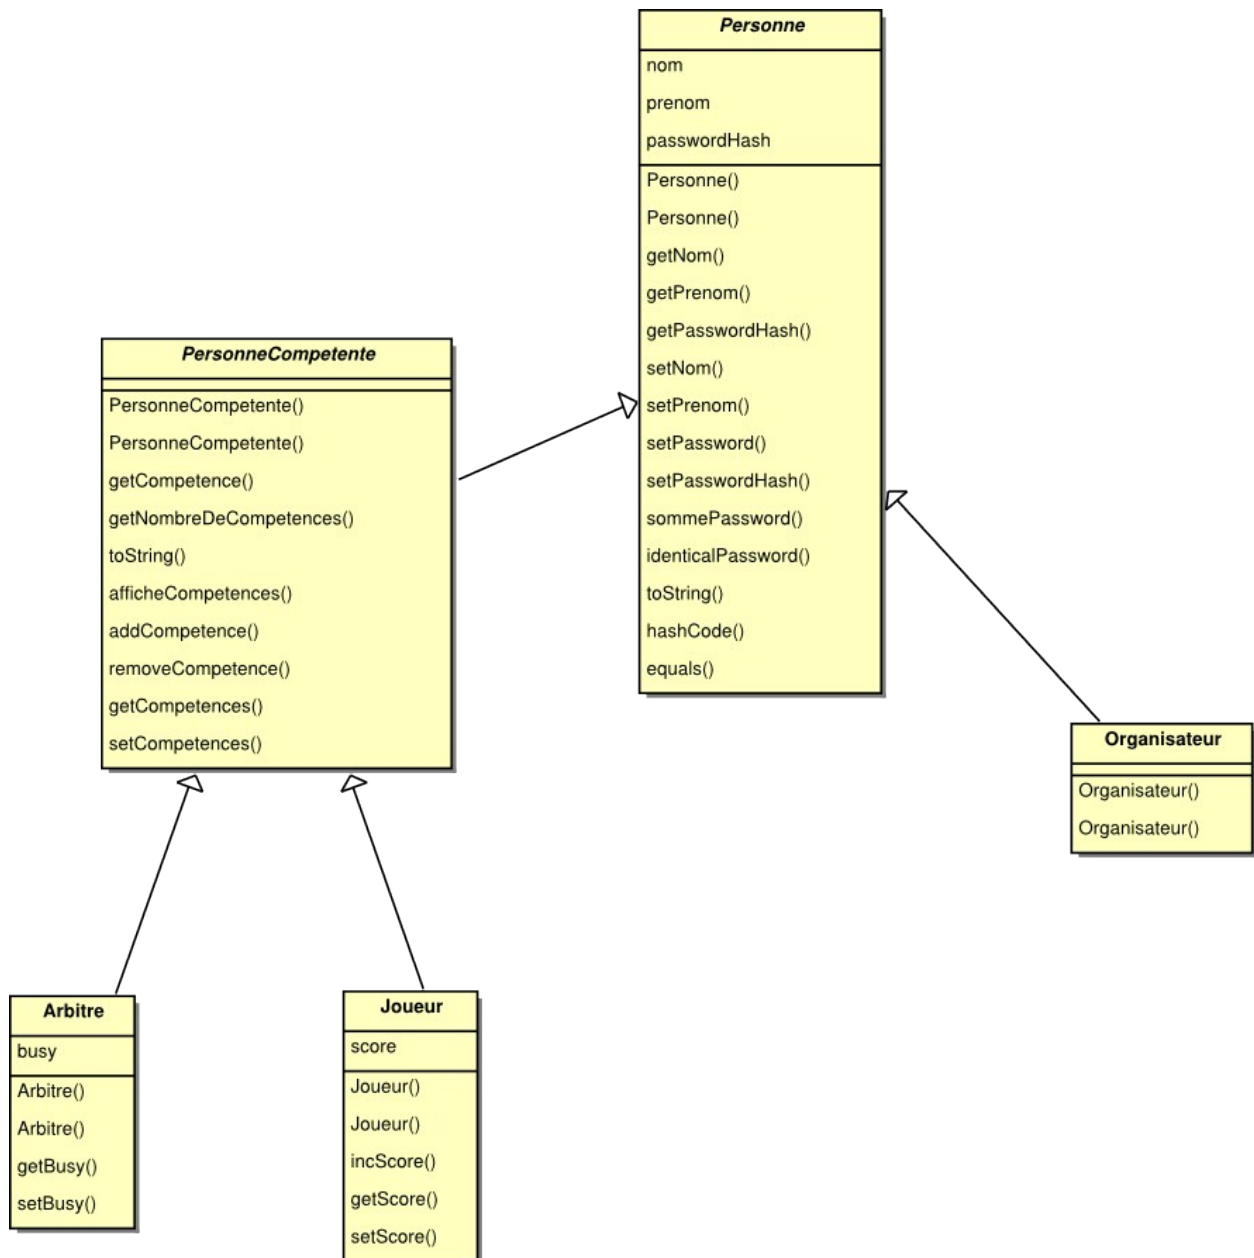 Personne
nom
prenom
passwordHash
Personne()
Personne()
getNom()
getPrenom()
getPasswordHash()
setNom()
setPrenom()
setPassword()
setPasswordHash()
sommePassword()
identicalPassword()
toString()
hashCode()
equals()
PersonneCompetente
PersonneCompetente()
PersonneCompetente()
getCompetence()
getNombreDeCompetences()
toString()
afficheCompetences()
addCompetence()
removeCompetence()
getCompetences()
setCompetences()
Organisateur
Organisateur()
Organisateur()
Arbitre
busy
Arbitre()
Arbitre()
getBusy()
setBusy()
Joueur
score
Joueur()
Joueur()
incScore()
getScore()
setScore()